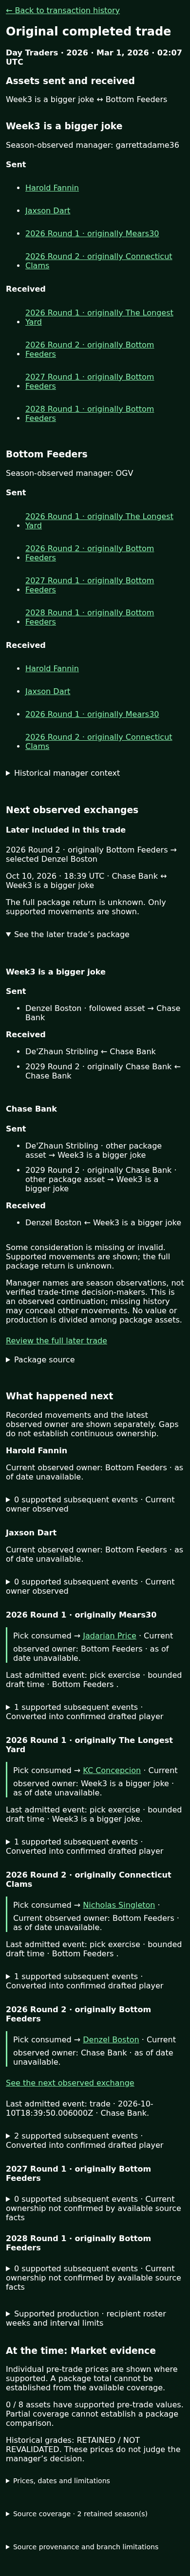 ← Back to transaction history
Original completed trade
Day Traders · 2026 · Mar 1, 2026 · 02:07
UTC
Assets sent and received
Week3 is a bigger joke ↔ Bottom Feeders
Week3 is a bigger joke
Season-observed manager: garrettadame36
Sent
• Harold Fannin
• Jaxson Dart
• 2026 Round 1 · originally Mears30
2026 Round 2 · originally Connecticut
• Clams
Received
2026 Round 1 · originally The Longest
• Yard
2026 Round 2 · originally Bottom
• Feeders
2027 Round 1 · originally Bottom
• Feeders
2028 Round 1 · originally Bottom
• Feeders
Bottom Feeders
Season-observed manager: OGV
Sent
2026 Round 1 · originally The Longest
• Yard
2026 Round 2 · originally Bottom
• Feeders
2027 Round 1 · originally Bottom
• Feeders
2028 Round 1 · originally Bottom
• Feeders
Received
• Harold Fannin
• Jaxson Dart
• 2026 Round 1 · originally Mears30
2026 Round 2 · originally Connecticut
• Clams
▶ Historical manager context
Next observed exchanges
Later included in this trade
2026 Round 2 · originally Bottom Feeders →
selected Denzel Boston
Oct 10, 2026 · 18:39 UTC · Chase Bank ↔
Week3 is a bigger joke
The full package return is unknown. Only
supported movements are shown.
▼ See the later trade's package
Week3 is a bigger joke
Sent
• Denzel Boston · followed asset → Chase
Bank
Received
• De'Zhaun Stribling ← Chase Bank
• 2029 Round 2 · originally Chase Bank ←
Chase Bank
Chase Bank
Sent
• De'Zhaun Stribling · other package
asset → Week3 is a bigger joke
• 2029 Round 2 · originally Chase Bank ·
other package asset → Week3 is a
bigger joke
Received
• Denzel Boston ← Week3 is a bigger joke
Some consideration is missing or invalid.
Supported movements are shown; the full
package return is unknown.
Manager names are season observations, not
verified trade-time decision-makers. This is
an observed continuation; missing history
may conceal other movements. No value or
production is divided among package assets.
Review the full later trade
▶ Package source
What happened next
Recorded movements and the latest
observed owner are shown separately. Gaps
do not establish continuous ownership.
Harold Fannin
Current observed owner: Bottom Feeders · as
of date unavailable.
▶ 0 supported subsequent events · Current
owner observed
Jaxson Dart
Current observed owner: Bottom Feeders · as
of date unavailable.
▶ 0 supported subsequent events · Current
owner observed
2026 Round 1 · originally Mears30
Pick consumed → Jadarian Price · Current
observed owner: Bottom Feeders · as of
date unavailable.
Last admitted event: pick exercise · bounded
draft time · Bottom Feeders .
▶ 1 supported subsequent events ·
Converted into confirmed drafted player
2026 Round 1 · originally The Longest
Yard
Pick consumed → KC Concepcion · Current
observed owner: Week3 is a bigger joke ·
as of date unavailable.
Last admitted event: pick exercise · bounded
draft time · Week3 is a bigger joke.
▶ 1 supported subsequent events ·
Converted into confirmed drafted player
2026 Round 2 · originally Connecticut
Clams
Pick consumed → Nicholas Singleton ·
Current observed owner: Bottom Feeders ·
as of date unavailable.
Last admitted event: pick exercise · bounded
draft time · Bottom Feeders .
▶ 1 supported subsequent events ·
Converted into confirmed drafted player
2026 Round 2 · originally Bottom
Feeders
Pick consumed → Denzel Boston · Current
observed owner: Chase Bank · as of date
unavailable.
See the next observed exchange
Last admitted event: trade · 2026-10-
10T18:39:50.006000Z · Chase Bank.
▶ 2 supported subsequent events ·
Converted into confirmed drafted player
2027 Round 1 · originally Bottom
Feeders
▶ 0 supported subsequent events · Current
ownership not confirmed by available source
facts
2028 Round 1 · originally Bottom
Feeders
▶ 0 supported subsequent events · Current
ownership not confirmed by available source
facts
▶ Supported production · recipient roster
weeks and interval limits
At the time: Market evidence
Individual pre-trade prices are shown where
supported. A package total cannot be
established from the available coverage.
0 / 8 assets have supported pre-trade values.
Partial coverage cannot establish a package
comparison.
Historical grades: RETAINED / NOT
REVALIDATED. These prices do not judge the
manager's decision.
▶ Prices, dates and limitations
▶ Source coverage · 2 retained season(s)
▶ Source provenance and branch limitations